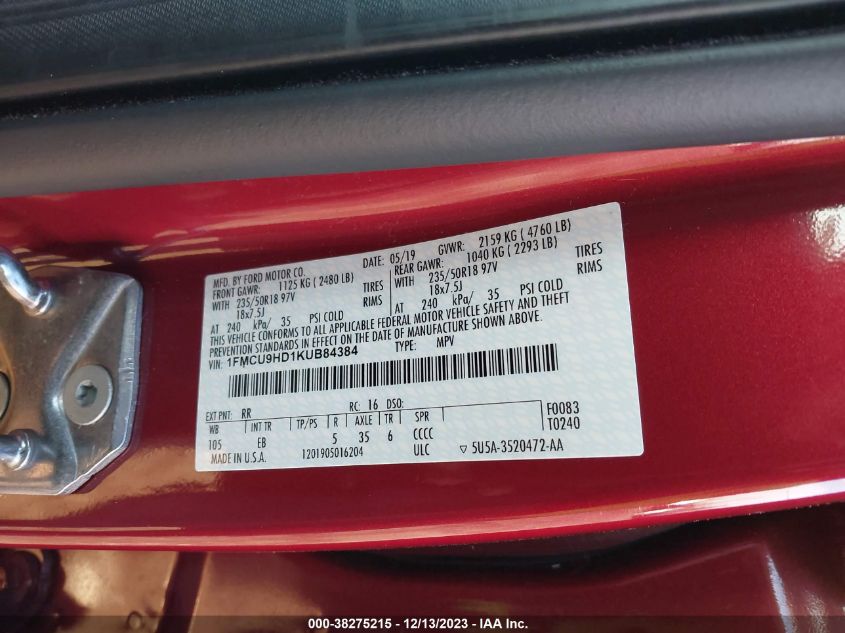 MFD. BY FORD MOTOR CO. DATE: 05/19 GVWR: 2159 KG ( 4760 LB)
FRONT GAWR: 1125 KG ( 2480 LB) REAR GAWR: 1040 KG ( 2293 LB)
WITH 235/50R18 97V TIRES WITH 235/50R18 97V TIRES
18x7.5J RIMS 18x7.5J RIMS
AT 240 kPa/ 35 PSI COLD AT 240 kPa/ 35 PSI COLD
THIS VEHICLE CONFORMS TO ALL APPLICABLE FEDERAL MOTOR VEHICLE SAFETY AND THEFT
PREVENTION STANDARDS IN EFFECT ON THE DATE OF MANUFACTURE SHOWN ABOVE.
VIN: 1FMCU9HD1KUB84384 TYPE: MPV
EXT PNT: RR RC: 16 DSO: F0083
WB INT TR TP/PS R AXLE TR SPR T0240
105 EB 5 35 6 CCCC
MADE IN U.S.A. 1201905016204 ULC ▽ 5U5A-3520472-AA
000-38275215 - 12/13/2023 - IAA Inc.